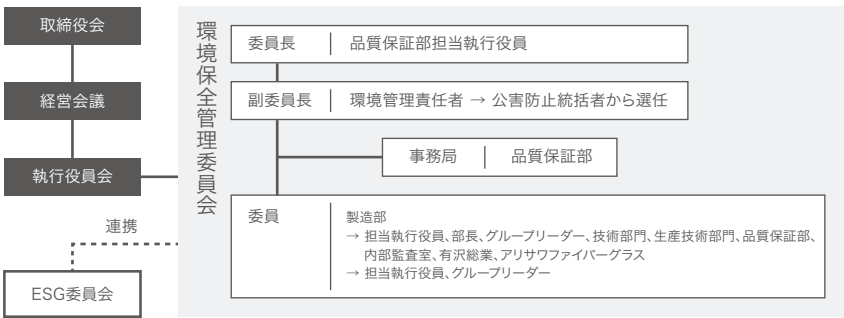 取締役会
経営会議
執行役員会
連携
ESG委員会
環境保全管理委員会
委員長 │ 品質保証部担当執行役員
副委員長 │ 環境管理責任者 → 公害防止統括者から選任
事務局 │ 品質保証部
委員
製造部
→ 担当執行役員、部長、グループリーダー、技術部門、生産技術部門、品質保証部、
内部監査室、有沢総業、アリサワファイバーグラス
→ 担当執行役員、グループリーダー